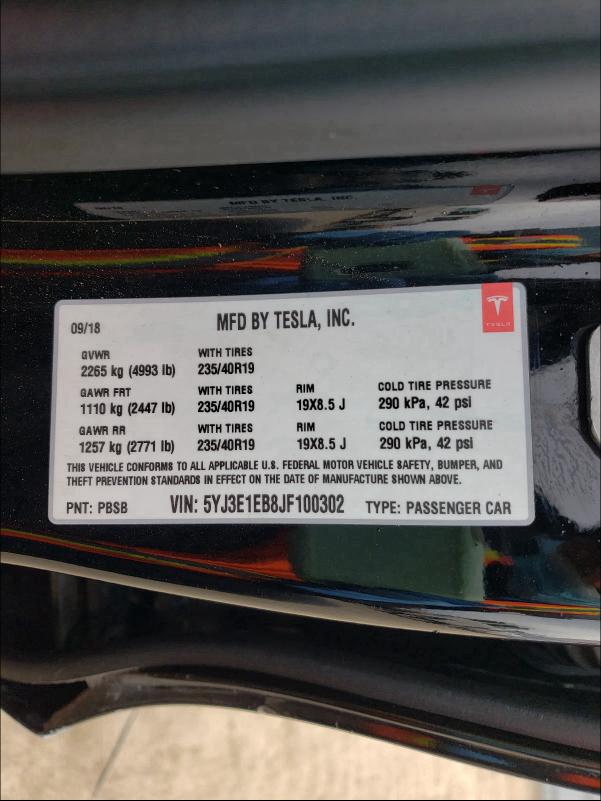 MFD BY TESLA, INC.
09/18
MFD BY TESLA, INC.
TESLA
GVWR WITH TIRES
2265 kg (4993 lb) 235/40R19
GAWR FRT WITH TIRES RIM COLD TIRE PRESSURE
1110 kg (2447 lb) 235/40R19 19X8.5 J 290 kPa, 42 psi
GAWR RR WITH TIRES RIM COLD TIRE PRESSURE
1257 kg (2771 lb) 235/40R19 19X8.5 J 290 kPa, 42 psi
THIS VEHICLE CONFORMS TO ALL APPLICABLE U.S. FEDERAL MOTOR VEHICLE SAFETY, BUMPER, AND
THEFT PREVENTION STANDARDS IN EFFECT ON THE DATE OF MANUFACTURE SHOWN ABOVE.
PNT: PBSB VIN: 5YJ3E1EB8JF100302 TYPE: PASSENGER CAR